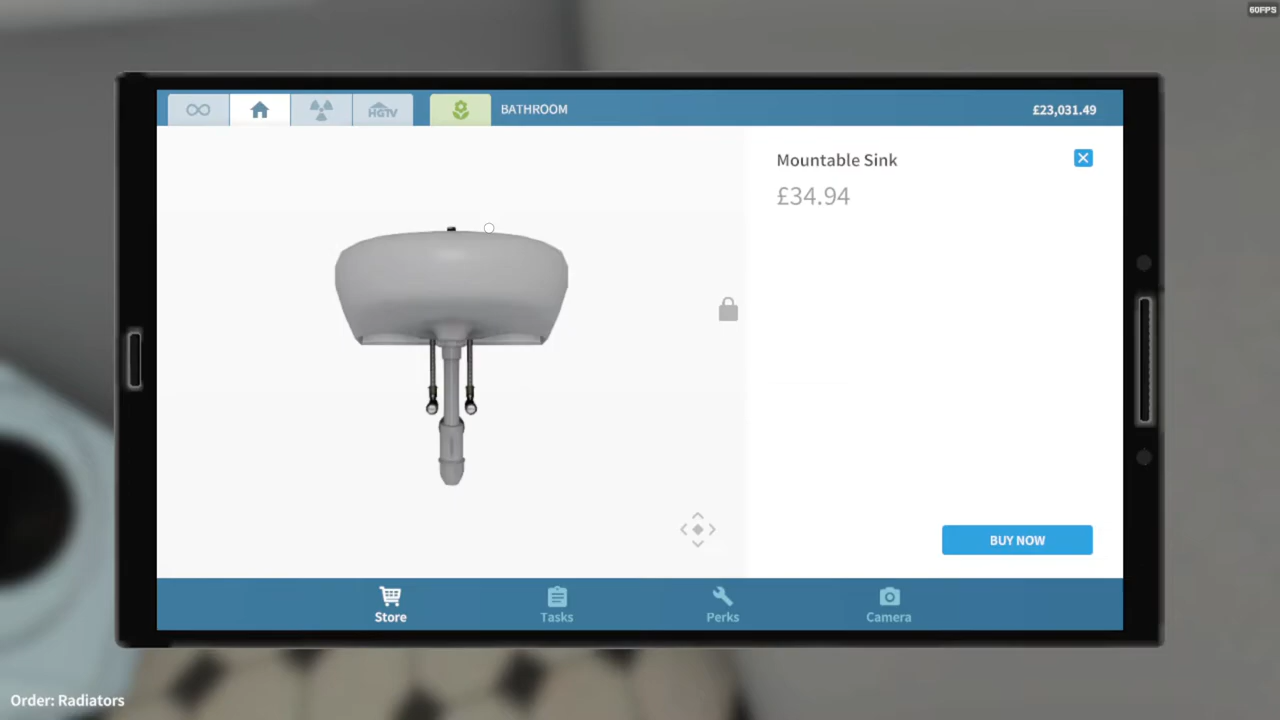 60FPS
HGTV
BATHROOM
£23,031.49
Mountable Sink
£34.94
BUY NOW
Store
Tasks
Perks
Camera
Order: Radiators